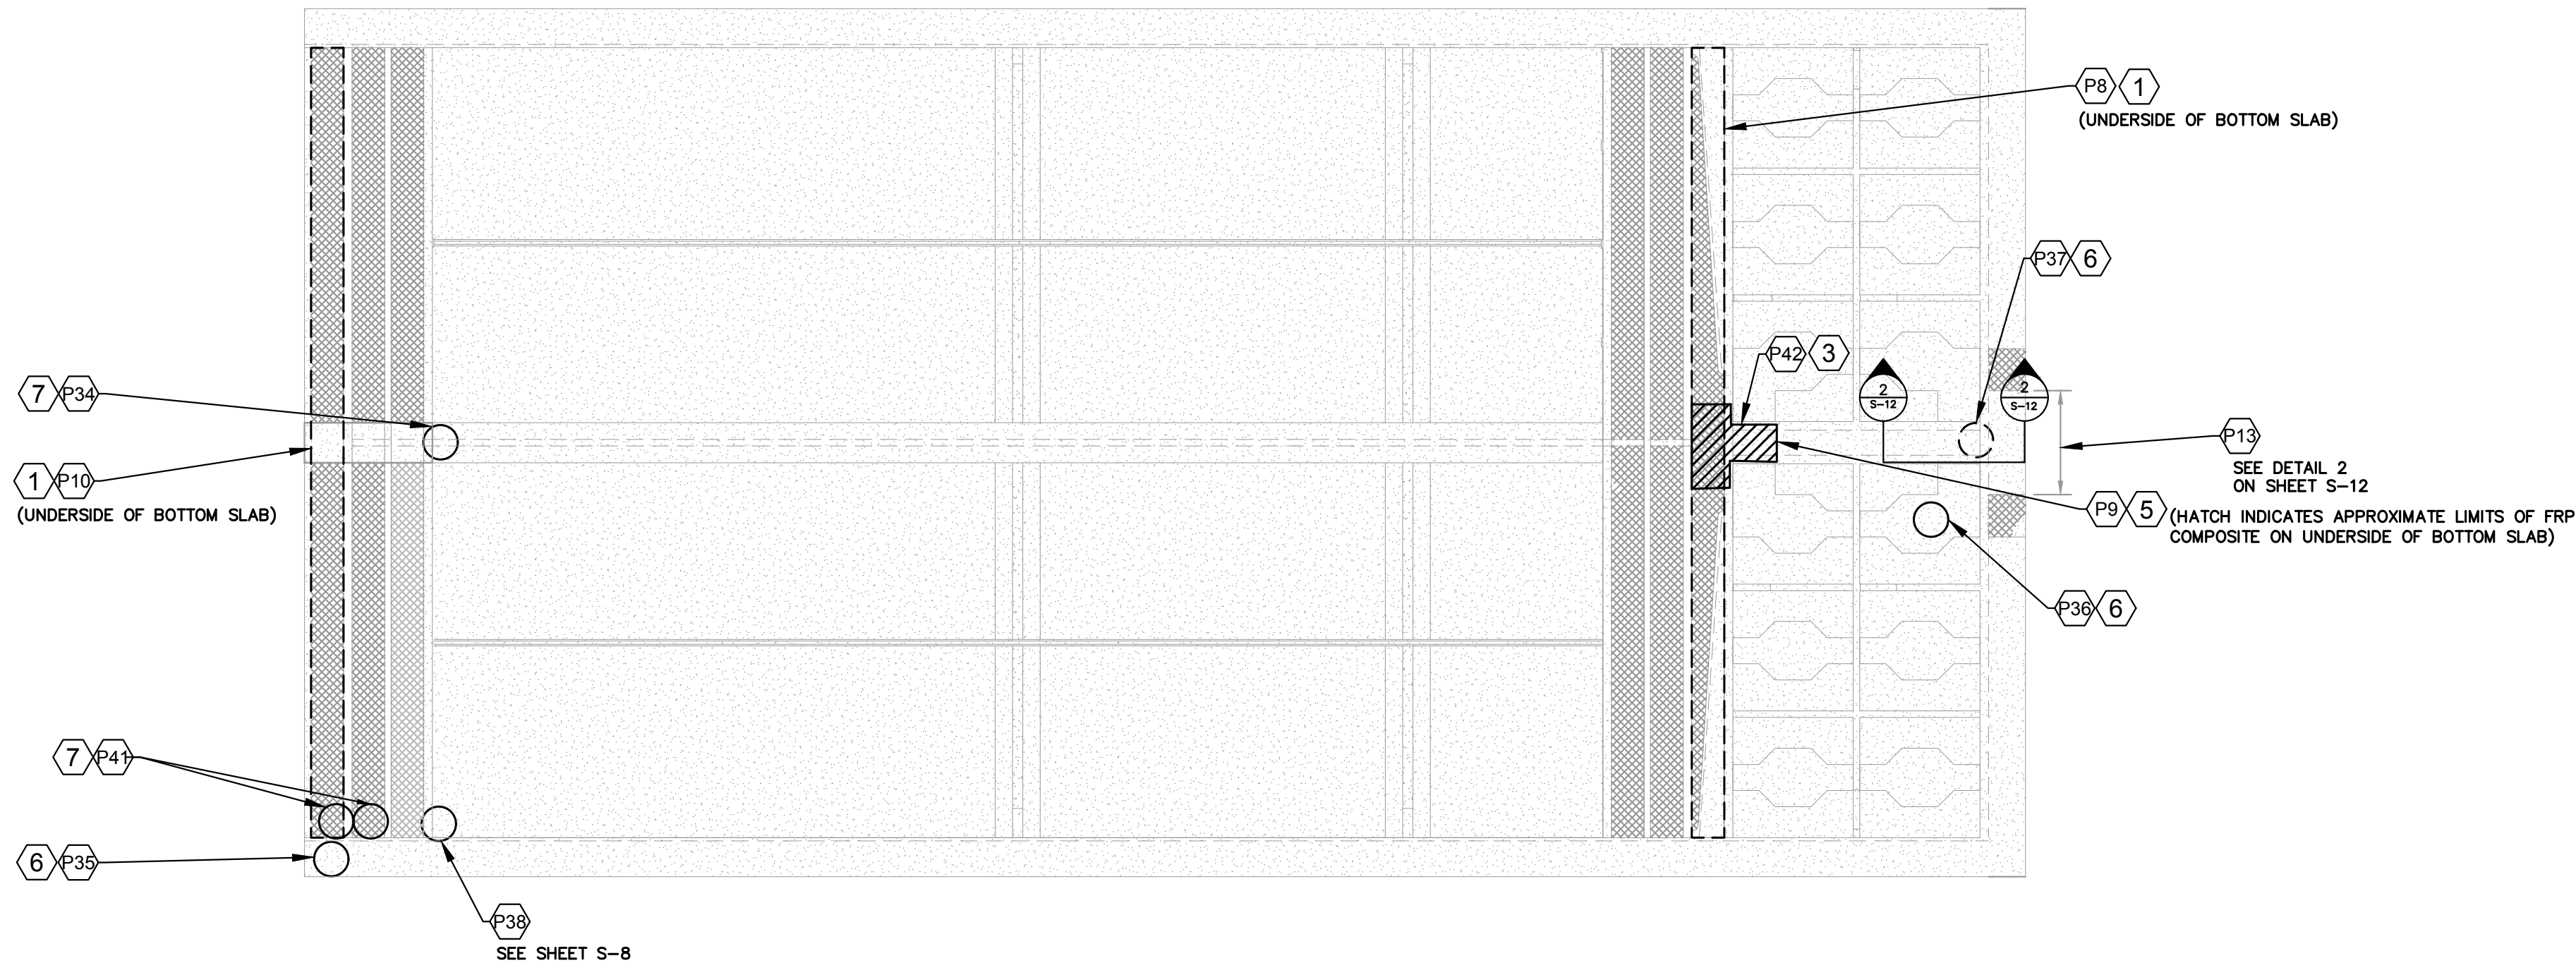 P8 1
(UNDERSIDE OF BOTTOM SLAB)
P37 6
P42 3
2
S-12
2
S-12
7 P34
P13
SEE DETAIL 2
ON SHEET S-12
1 P10
(UNDERSIDE OF BOTTOM SLAB)
P9 5 (HATCH INDICATES APPROXIMATE LIMITS OF FRP
COMPOSITE ON UNDERSIDE OF BOTTOM SLAB)
P36 6
7 P41
6 P35
P38
SEE SHEET S-8